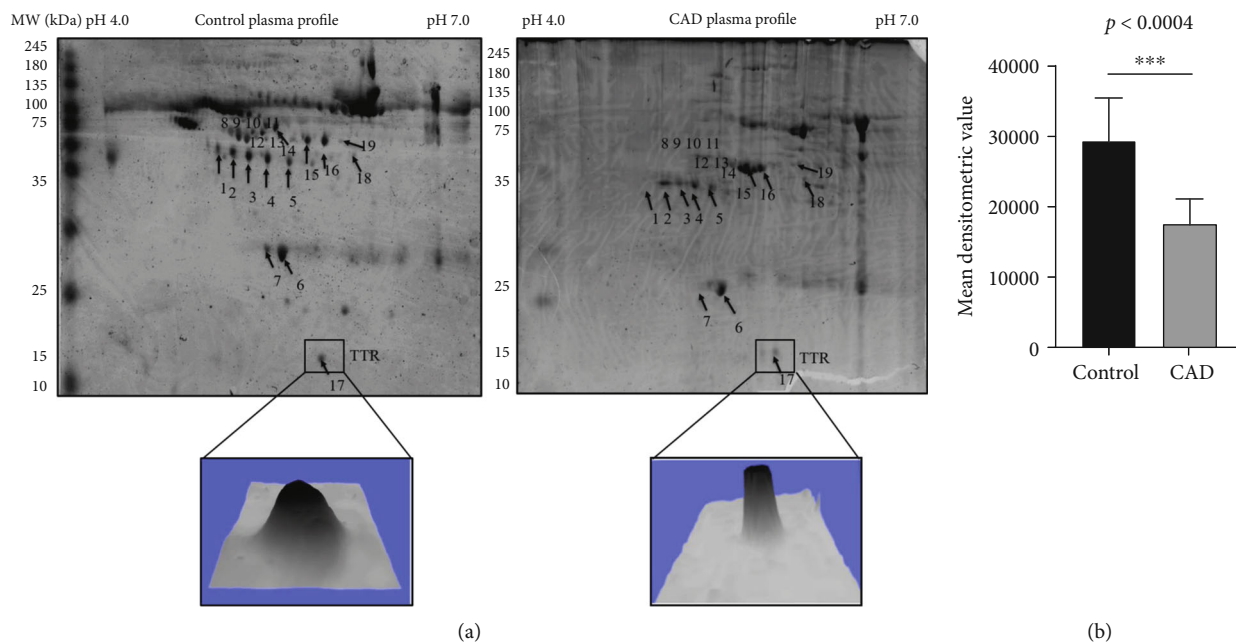 MW (kDa) pH 4.0 Control plasma profile pH 7.0
245
180
135
100
75
35
25
15
10
8 9 10 11
12 13
14
19
1 2 3 4 5
15 16 18
7 6
TTR
17
pH 4.0 CAD plasma profile pH 7.0
245
180
135
100
75
35
25
15
10
8 9 10 11
12 13
14
19
15 16
18
1 2 3 4 5
7 6
TTR
17
(a)
p < 0.0004
***
Mean densitometric value
40000
30000
20000
10000
0
Control CAD
(b)